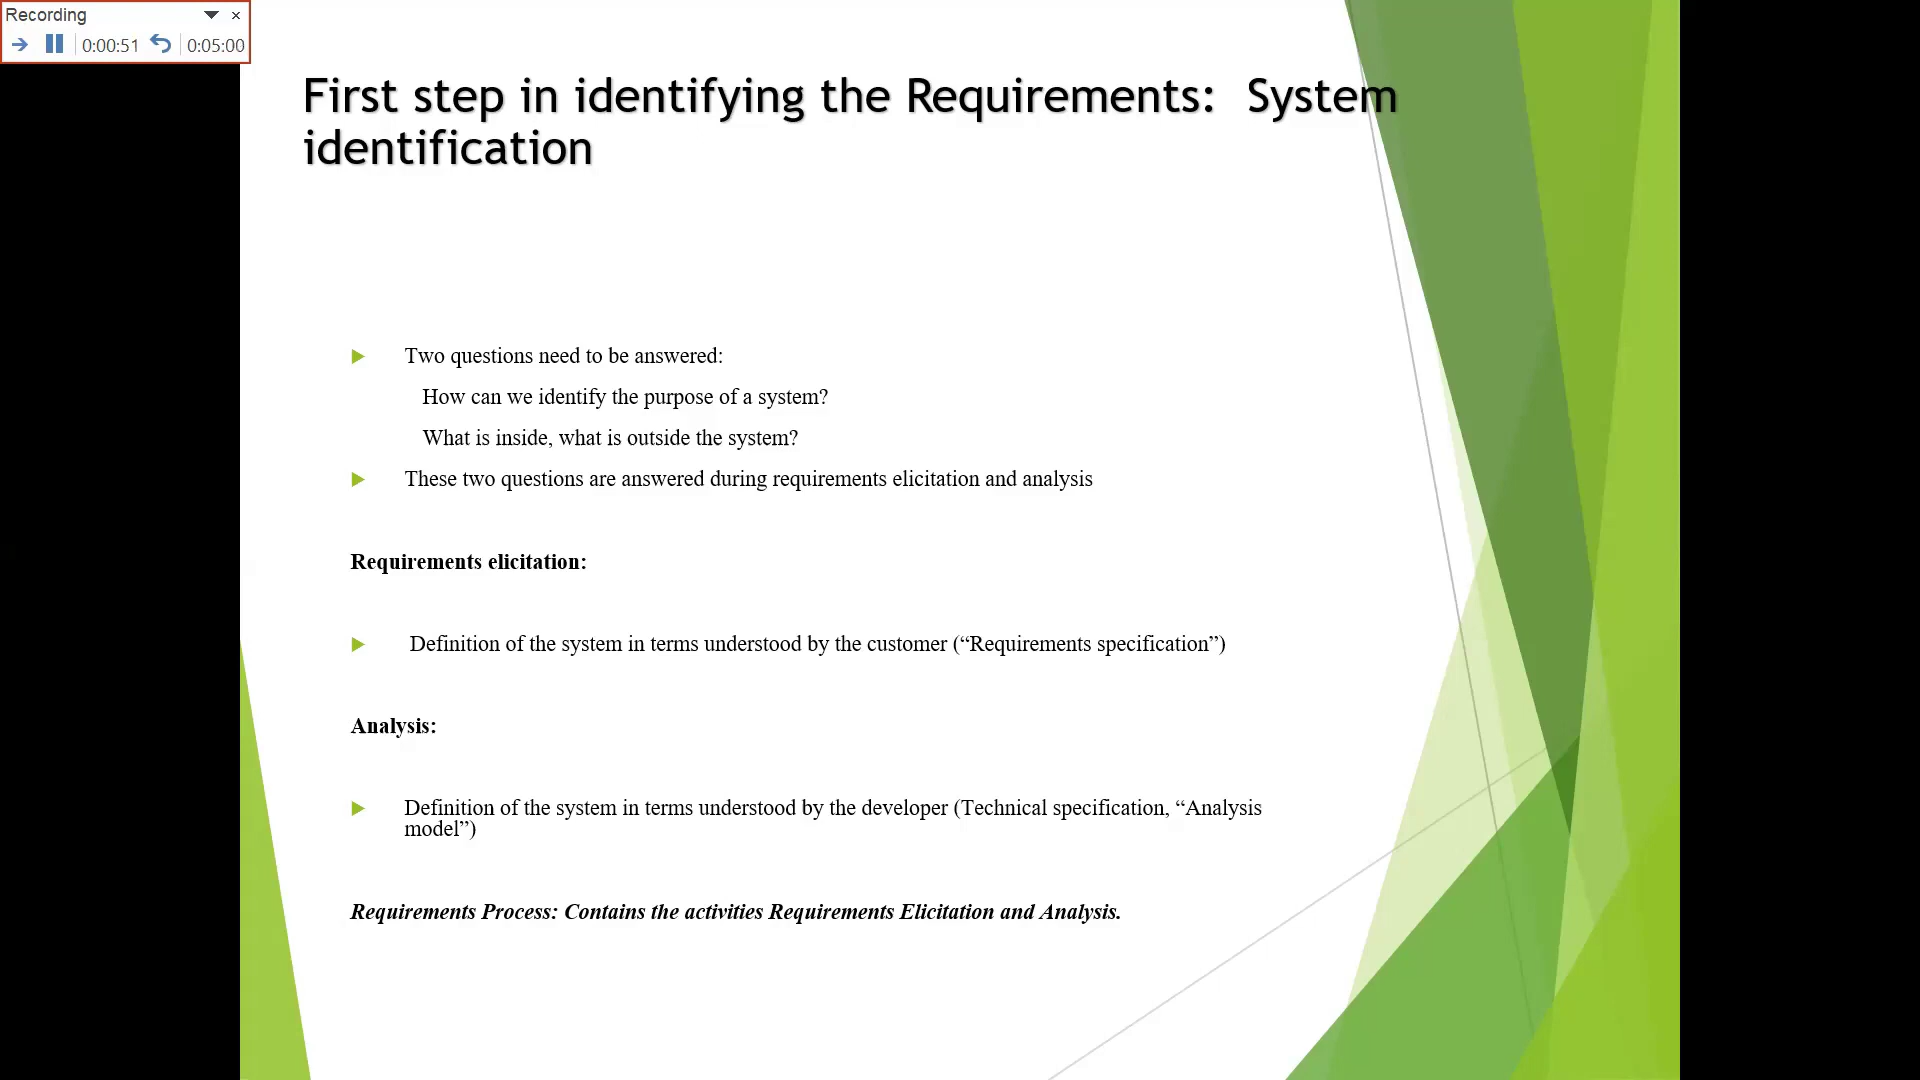 Recording
0:00:51 0:05:00
First step in identifying the Requirements: System
identification
Two questions need to be answered:
How can we identify the purpose of a system?
What is inside, what is outside the system?
These two questions are answered during requirements elicitation and analysis
Requirements elicitation:
Definition of the system in terms understood by the customer (“Requirements specification”)
Analysis:
Definition of the system in terms understood by the developer (Technical specification, “Analysis
model”)
Requirements Process: Contains the activities Requirements Elicitation and Analysis.